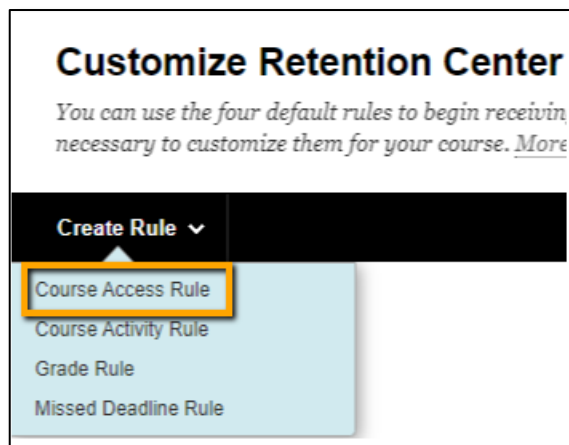 Customize Retention Center
You can use the four default rules to begin receivin
necessary to customize them for your course. More
Create Rule
Course Access Rule
Course Activity Rule
Grade Rule
Missed Deadline Rule